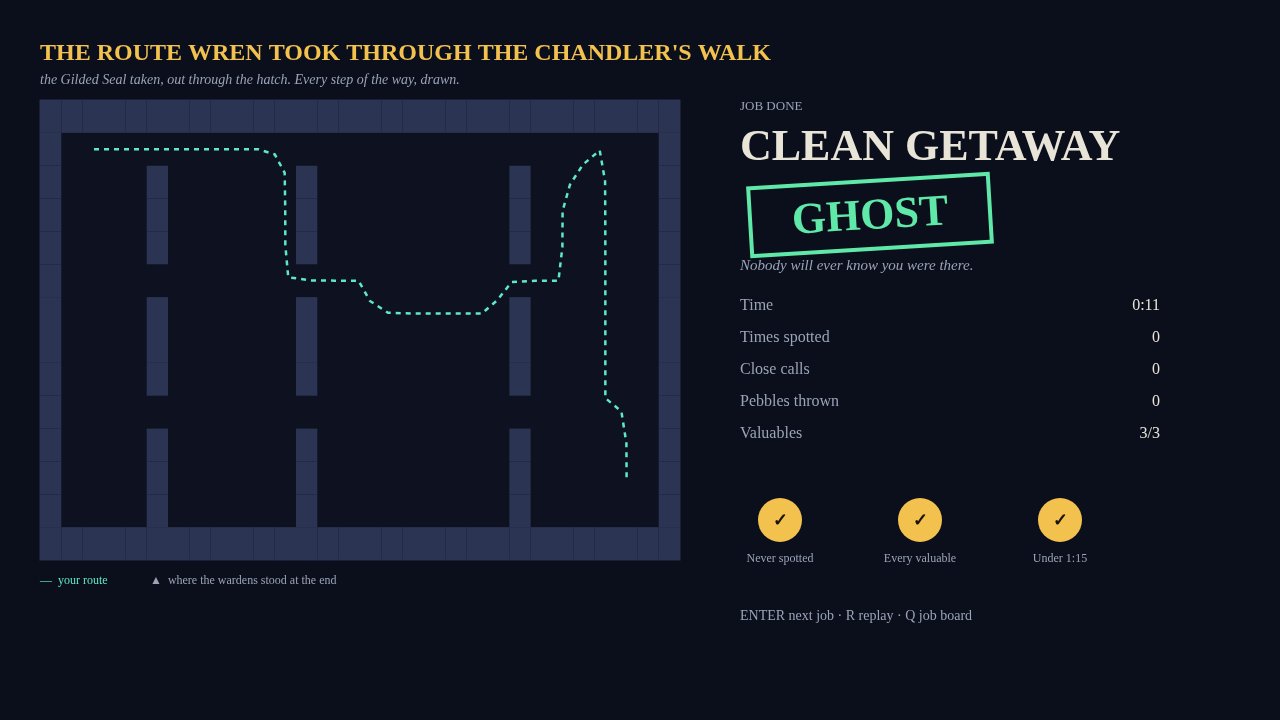 THE ROUTE WREN TOOK THROUGH THE CHANDLER'S WALK
the Gilded Seal taken, out through the hatch. Every step of the way, drawn.
JOB DONE
CLEAN GETAWAY
GHOST
Nobody will ever know you were there.
Time 0:11
Times spotted 0
Close calls 0
Pebbles thrown 0
Valuables 3/3
✓ ✓ ✓
Never spotted Every valuable Under 1:15
— your route ▲ where the wardens stood at the end
ENTER next job · R replay · Q job board